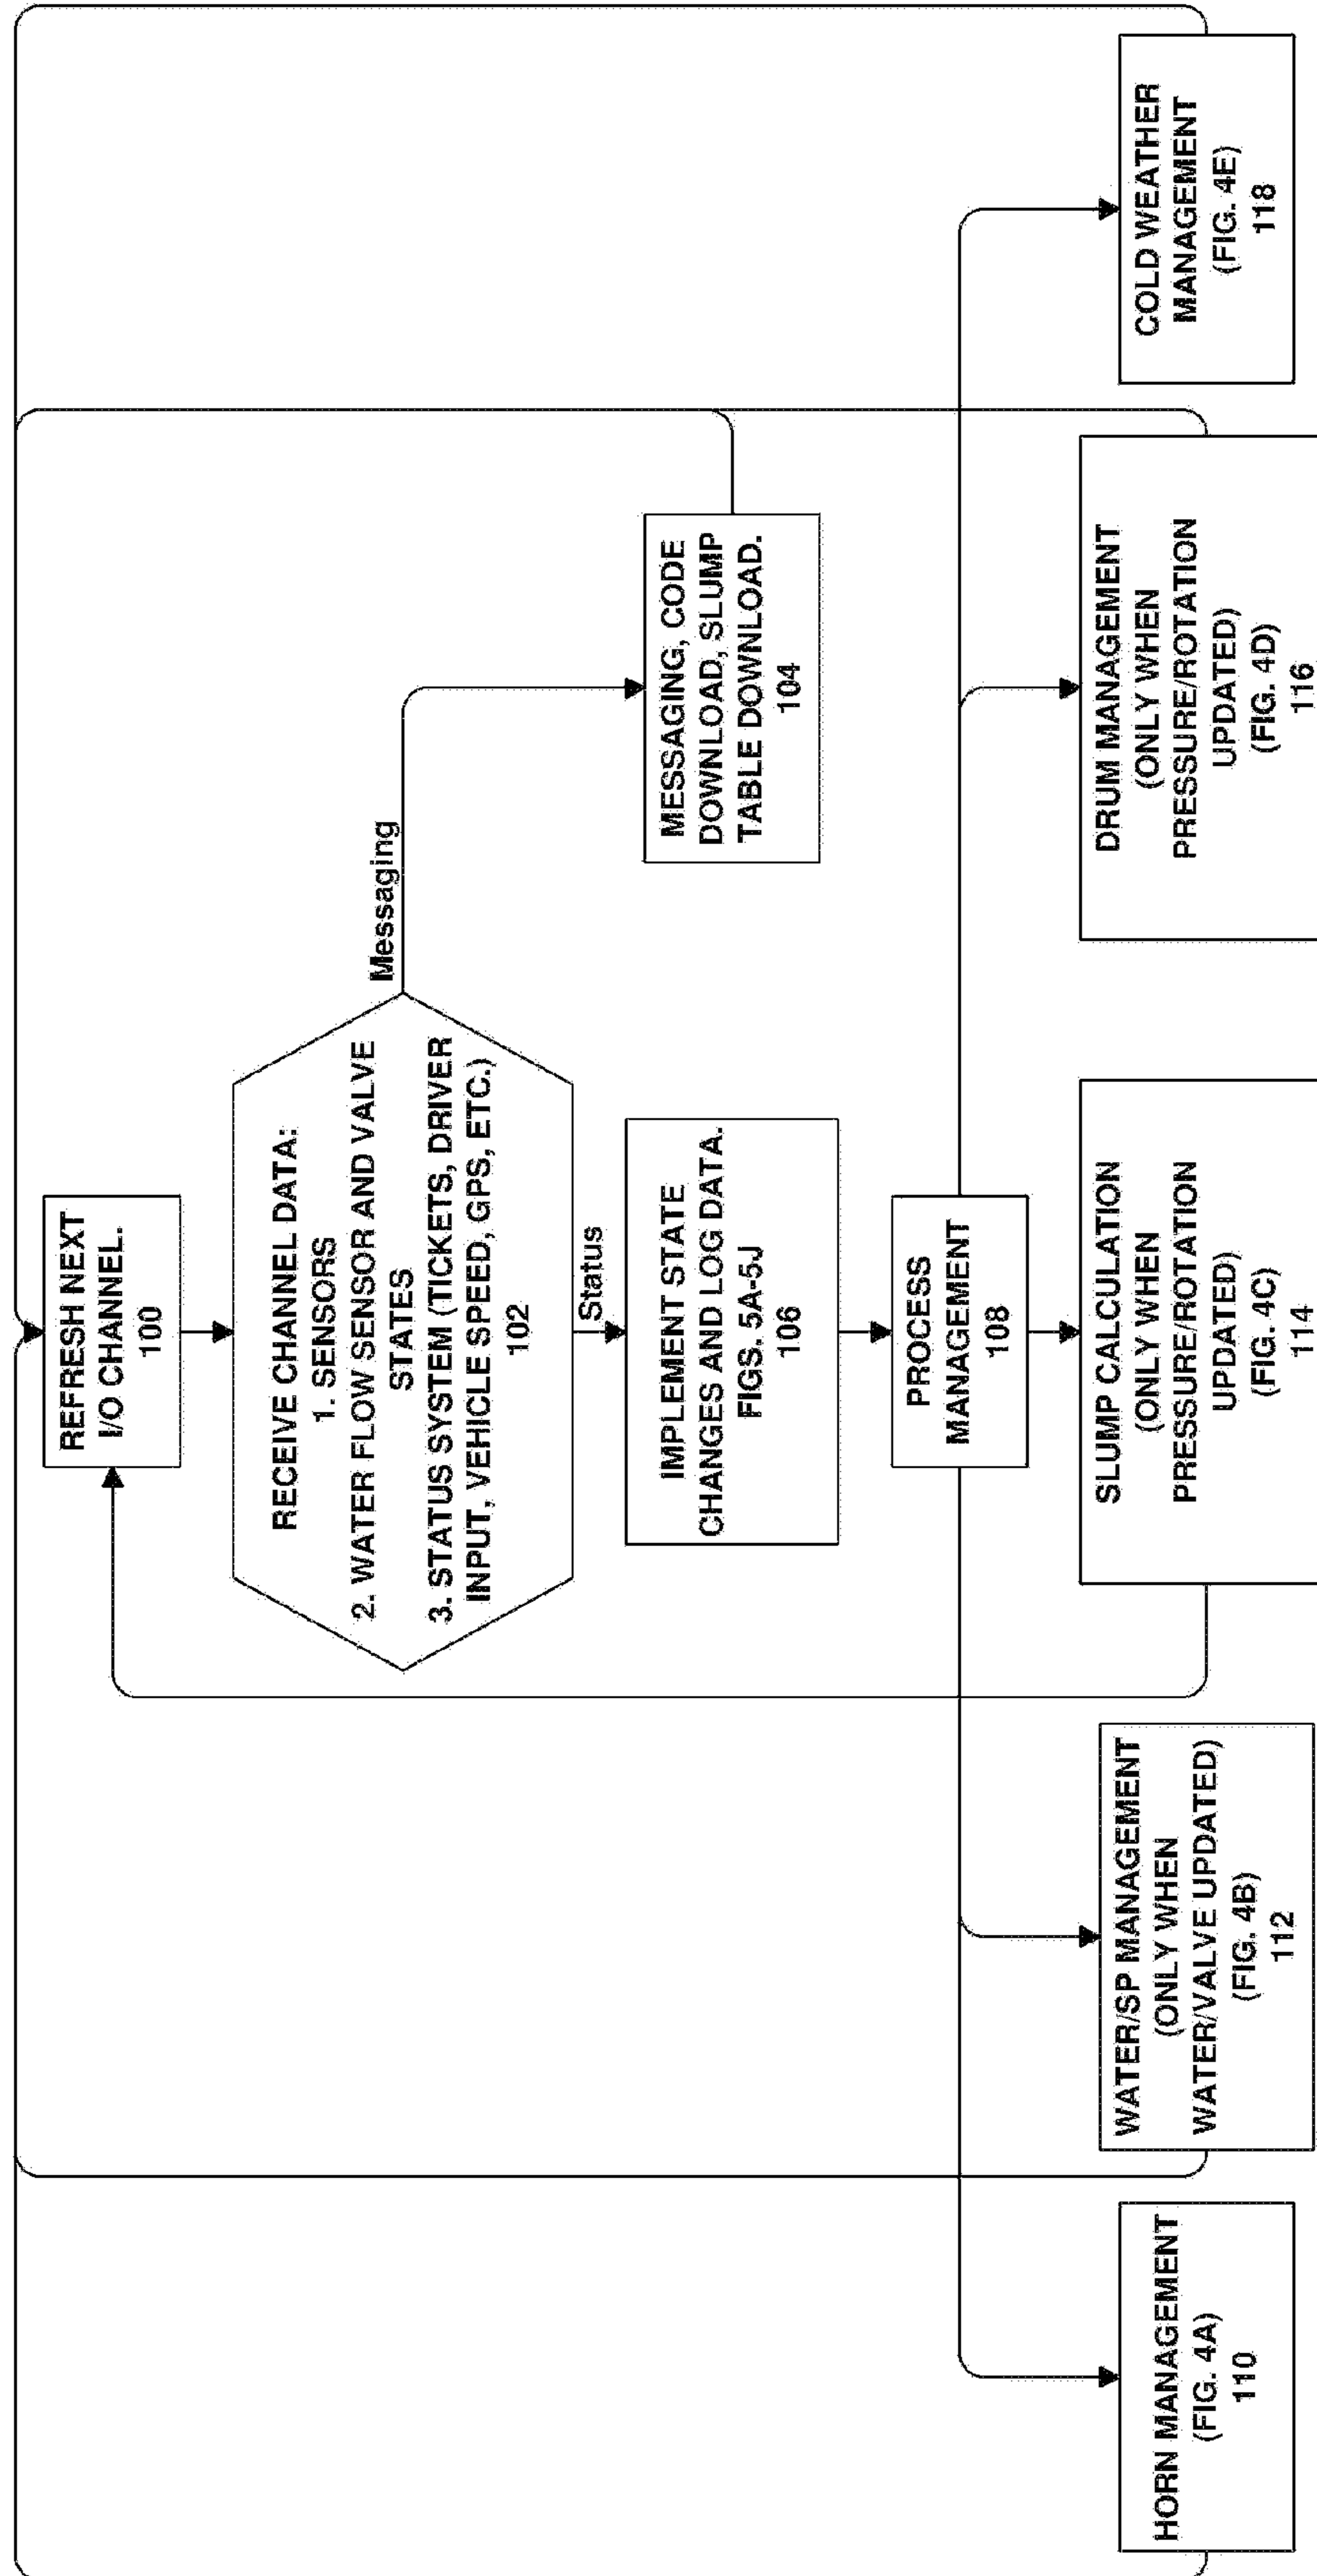 REFRESH NEXT
I/O CHANNEL.
100
RECEIVE CHANNEL DATA:
1. SENSORS
2. WATER FLOW SENSOR AND VALVE
STATES
3. STATUS SYSTEM (TICKETS, DRIVER
INPUT, VEHICLE SPEED, GPS, ETC.)
102
Messaging
Status
MESSAGING, CODE
DOWNLOAD, SLUMP
TABLE DOWNLOAD.
104
IMPLEMENT STATE
CHANGES AND LOG DATA.
FIGS. 5A-5J
106
PROCESS
MANAGEMENT
108
HORN MANAGEMENT
(FIG. 4A)
110
WATER/SP MANAGEMENT
(ONLY WHEN
WATER/VALVE UPDATED)
(FIG. 4B)
112
SLUMP CALCULATION
(ONLY WHEN
PRESSURE/ROTATION
UPDATED)
(FIG. 4C)
114
DRUM MANAGEMENT
(ONLY WHEN
PRESSURE/ROTATION
UPDATED)
(FIG. 4D)
116
COLD WEATHER
MANAGEMENT
(FIG. 4E)
118